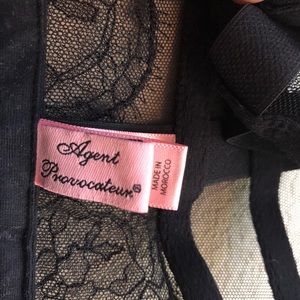 Agent
Provocateur®
MADE IN
MOROCCO